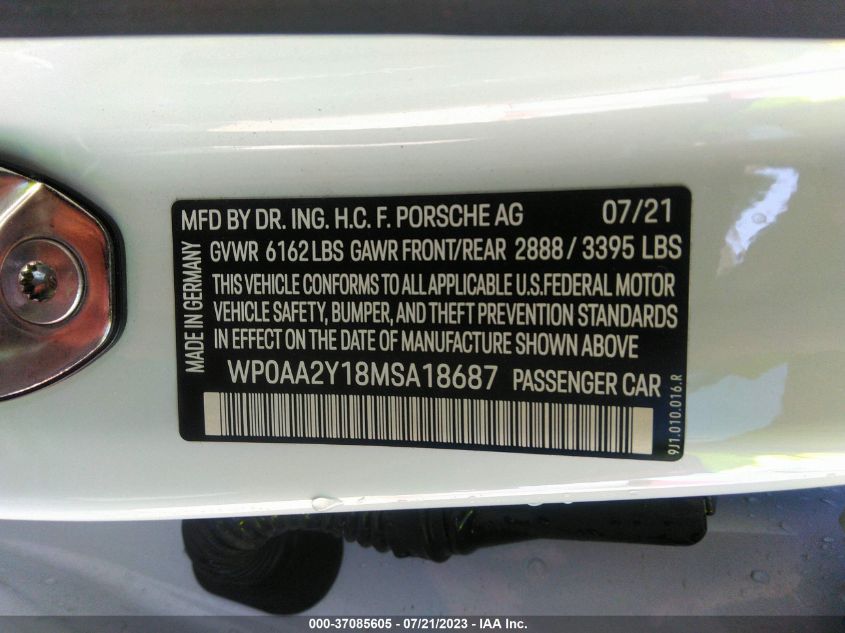 MFD BY DR. ING. H.C. F. PORSCHE AG 07/21
GVWR 6162 LBS GAWR FRONT/REAR 2888 / 3395 LBS
THIS VEHICLE CONFORMS TO ALL APPLICABLE U.S. FEDERAL MOTOR
VEHICLE SAFETY, BUMPER, AND THEFT PREVENTION STANDARDS
IN EFFECT ON THE DATE OF MANUFACTURE SHOWN ABOVE
WP0AA2Y18MSA18687 PASSENGER CAR
MADE IN GERMANY
9J1.010.016.R
000-37085605 - 07/21/2023 - IAA Inc.